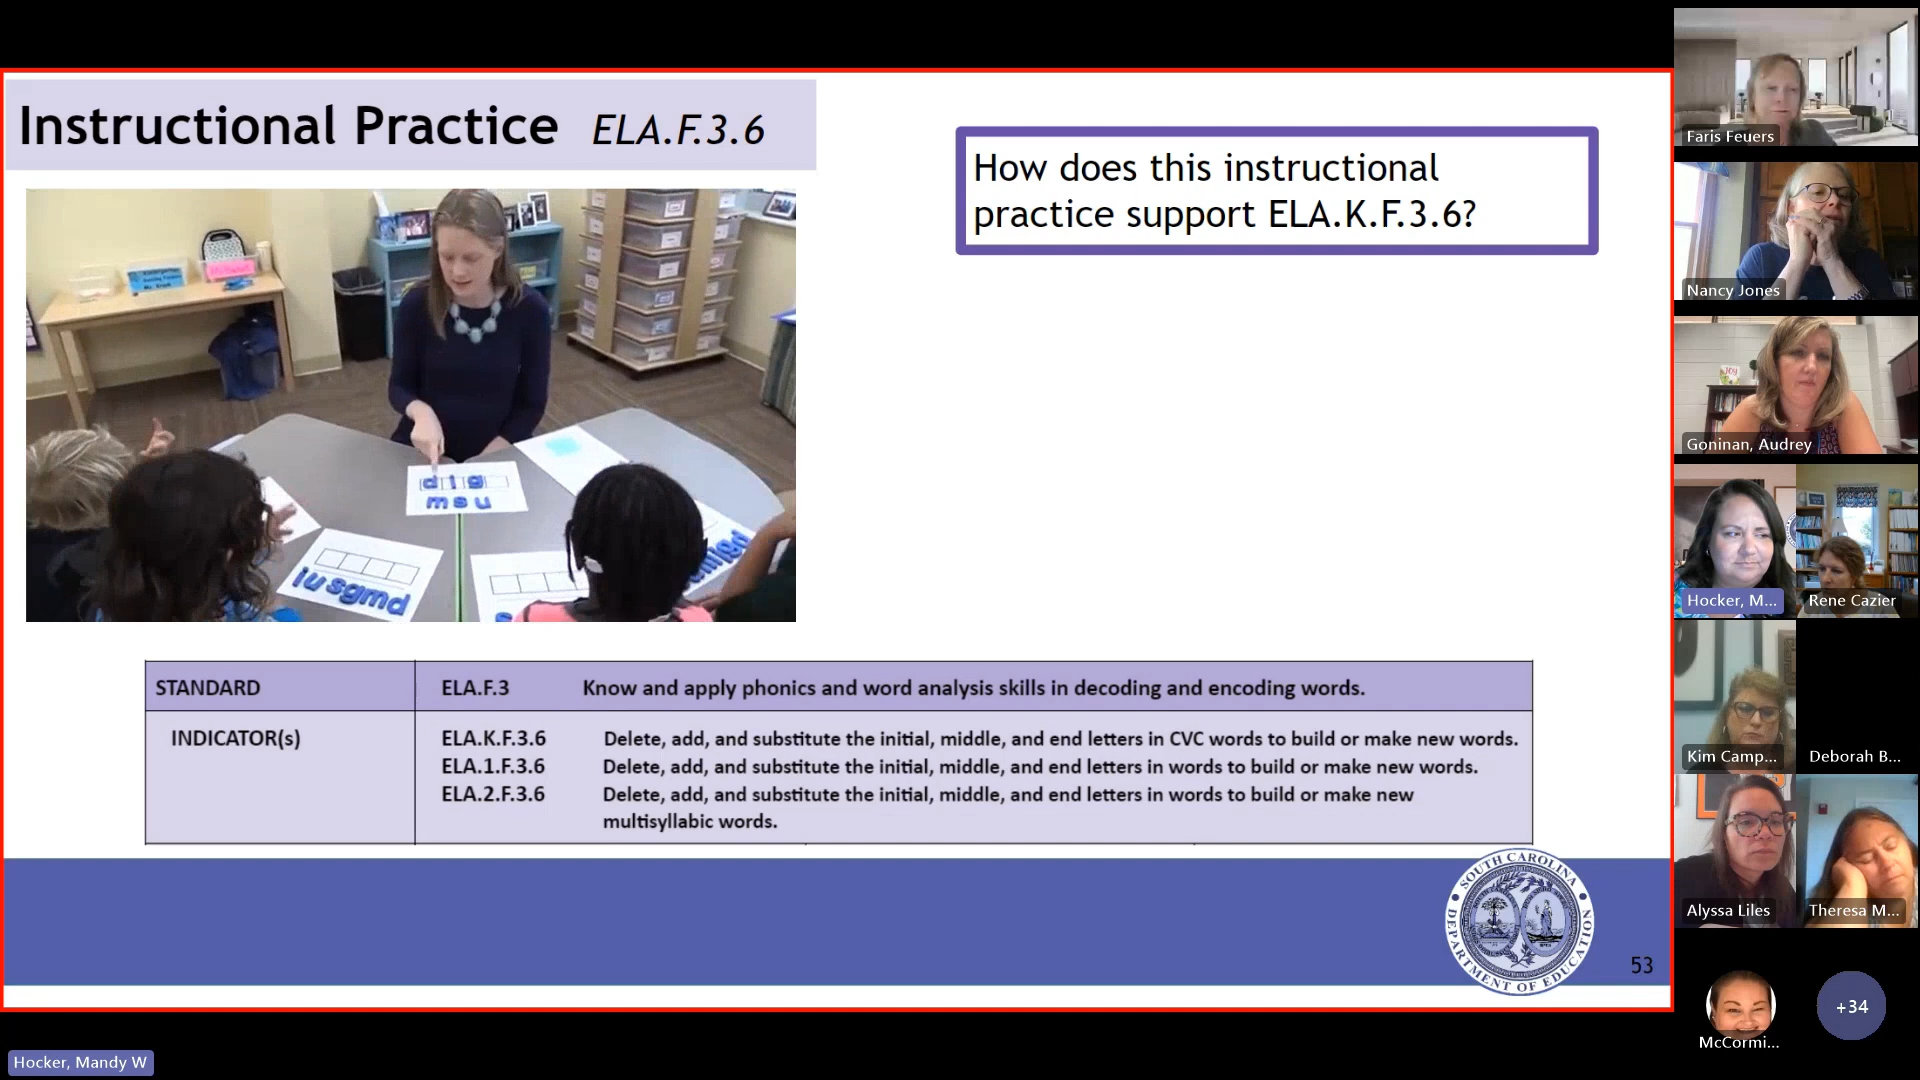 Instructional Practice ELA.F.3.6
How does this instructional
practice support ELA.K.F.3.6?
d i g
m s u
i u s g m d
STANDARD ELA.F.3 Know and apply phonics and word analysis skills in decoding and encoding words.
INDICATOR(s) ELA.K.F.3.6 Delete, add, and substitute the initial, middle, and end letters in CVC words to build or make new words.
ELA.1.F.3.6 Delete, add, and substitute the initial, middle, and end letters in words to build or make new words.
ELA.2.F.3.6 Delete, add, and substitute the initial, middle, and end letters in words to build or make new
multisyllabic words.
SOUTH CAROLINA
DEPARTMENT OF EDUCATION
53
Hocker, Mandy W
Faris Feuers
Nancy Jones
JOY
Goninan, Audrey
Hocker, M...
Rene Cazier
Kim Camp...
Deborah B...
Alyssa Liles
Theresa M...
McCormi...
+34